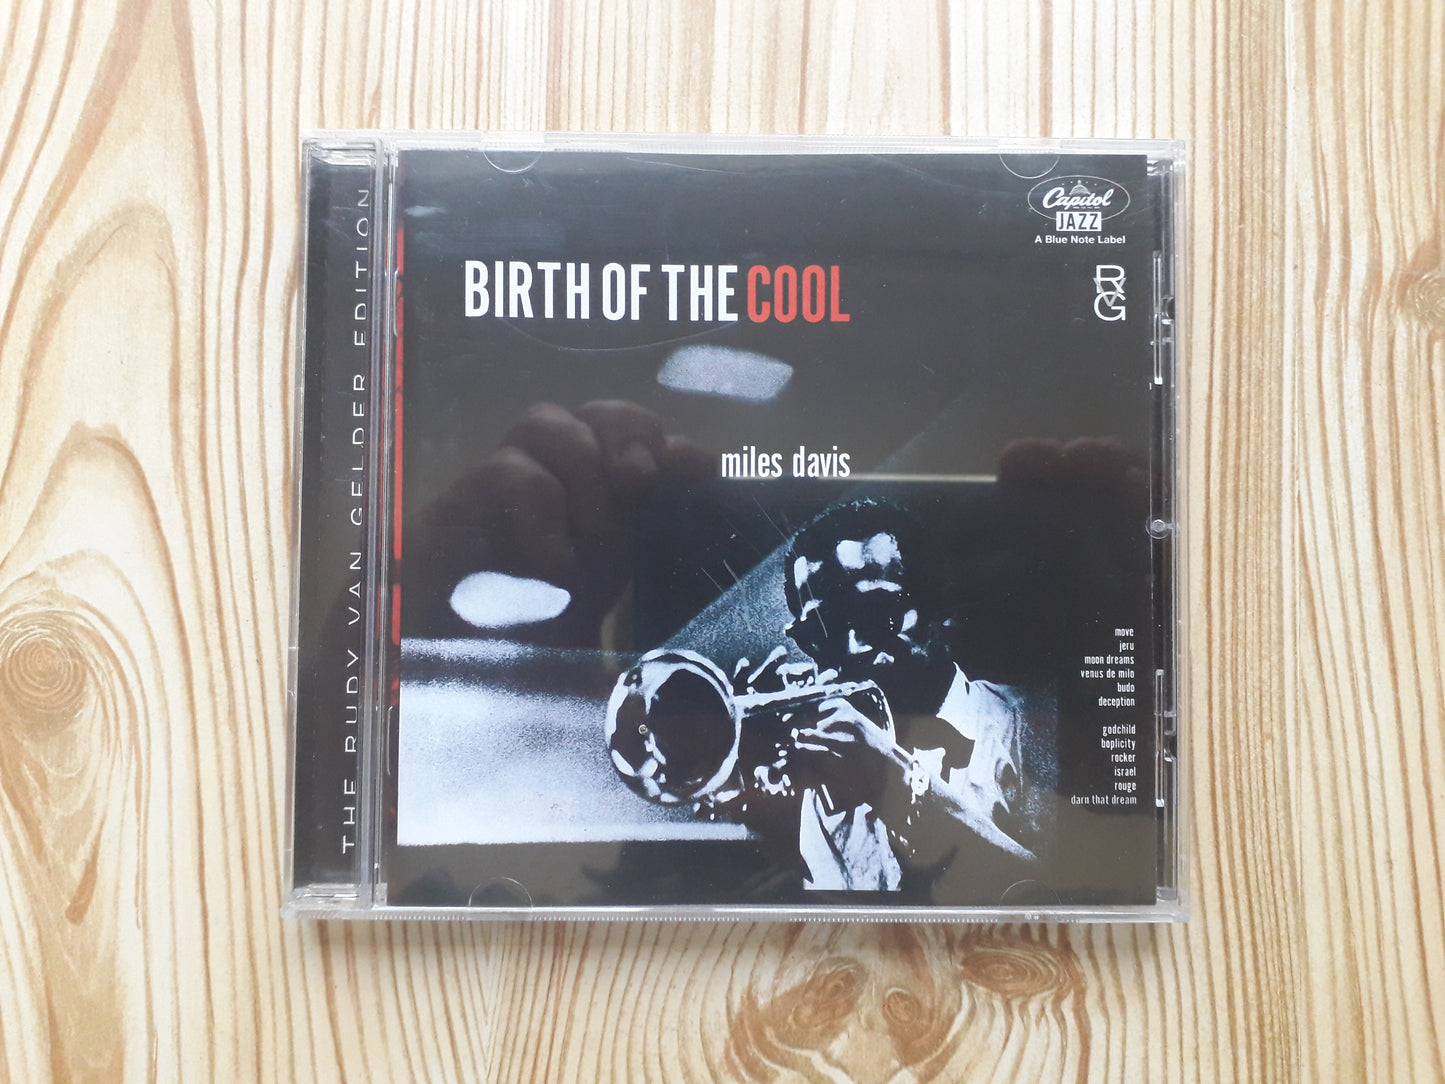 THE RUDY VAN GELDER EDITION
Capitol
JAZZ
A Blue Note Label
RVG
BIRTH OF THE COOL
miles davis
move
jeru
moon dreams
venus de milo
budo
deception
godchild
boplicity
rocker
israel
rouge
darn that dream